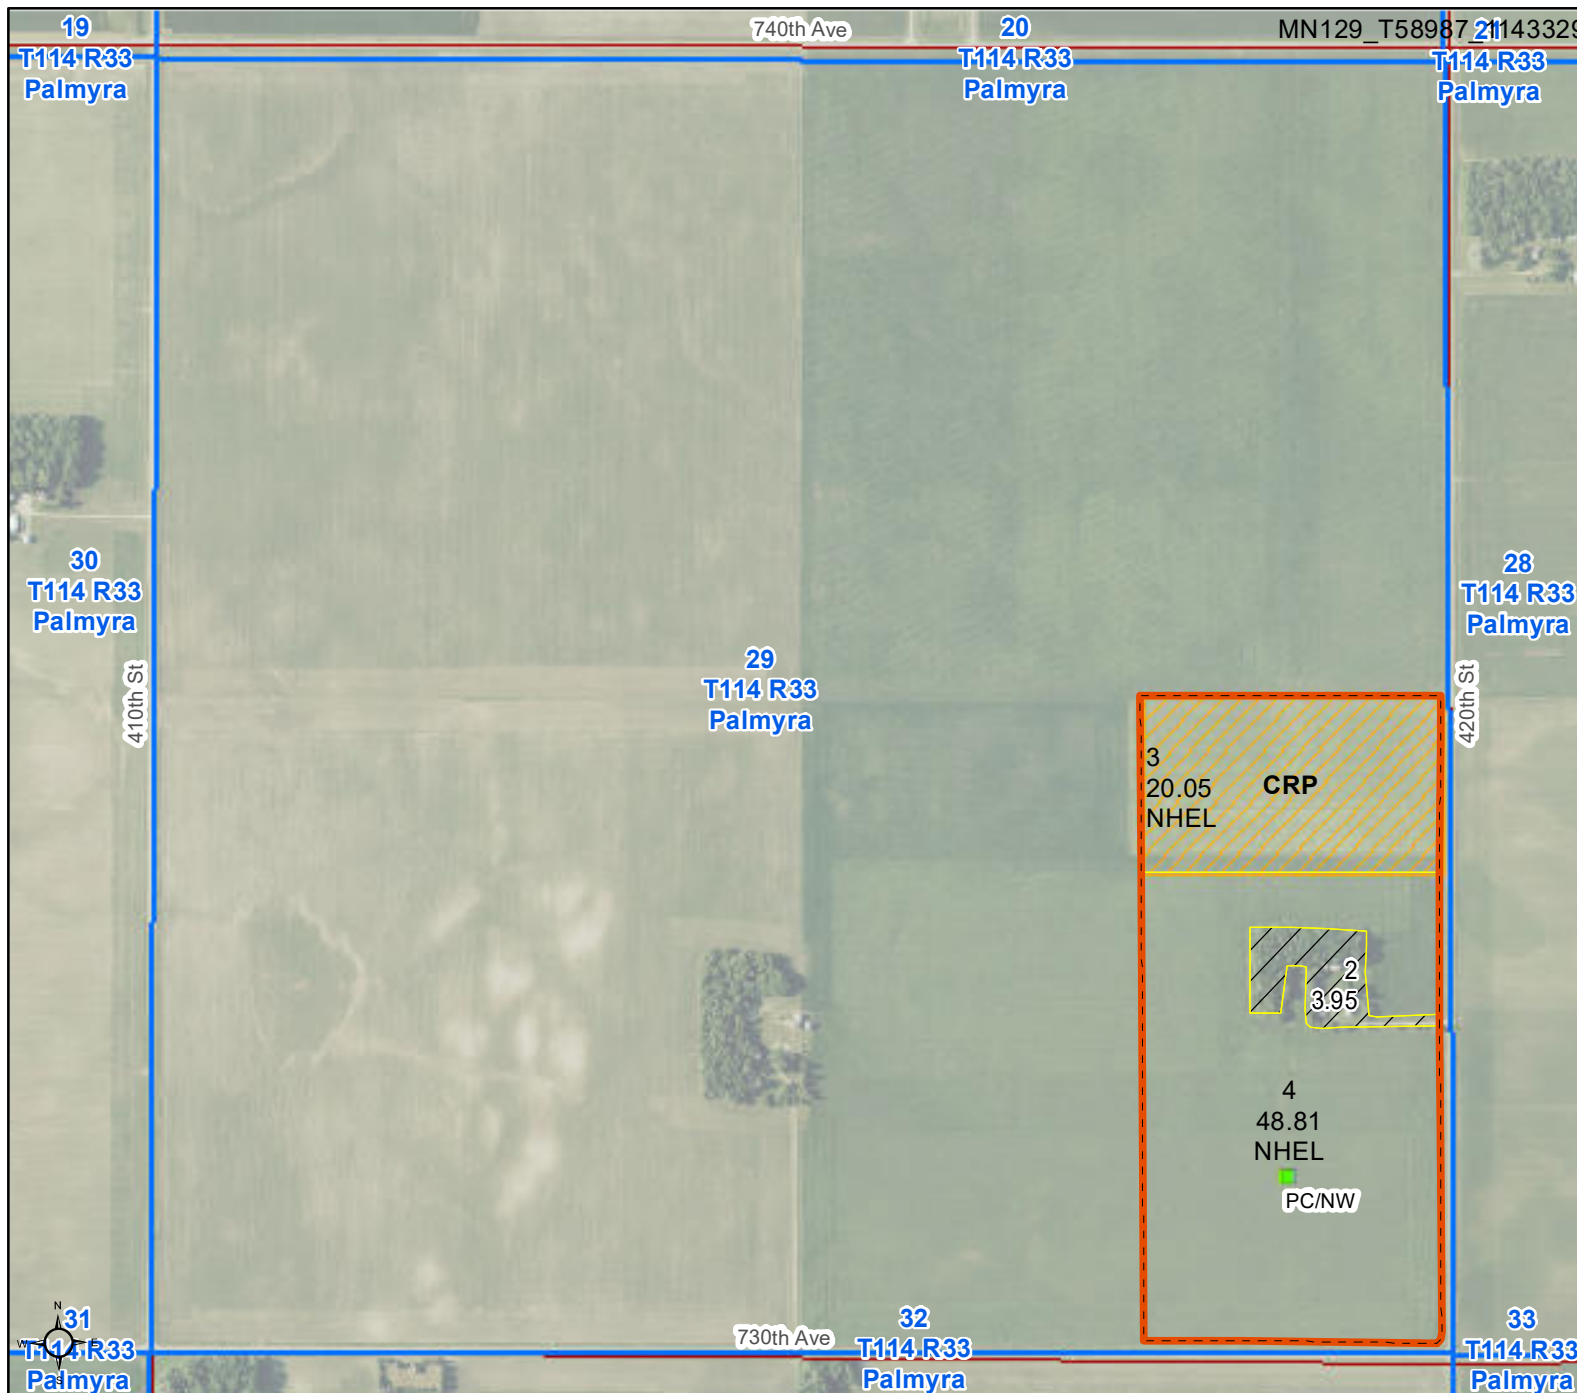 19
T114 R33
Palmyra
740th Ave
20
T114 R33
Palmyra
MN129_T58987_1143329
21
T114 R33
Palmyra
30
T114 R33
Palmyra
410th St
29
T114 R33
Palmyra
28
T114 R33
Palmyra
420th St
3
20.05
NHEL
CRP
2
3.95
4
48.81
NHEL
PC/NW
N
W
E
S
31
T114 R33
Palmyra
730th Ave
32
T114 R33
Palmyra
33
T114 R33
Palmyra